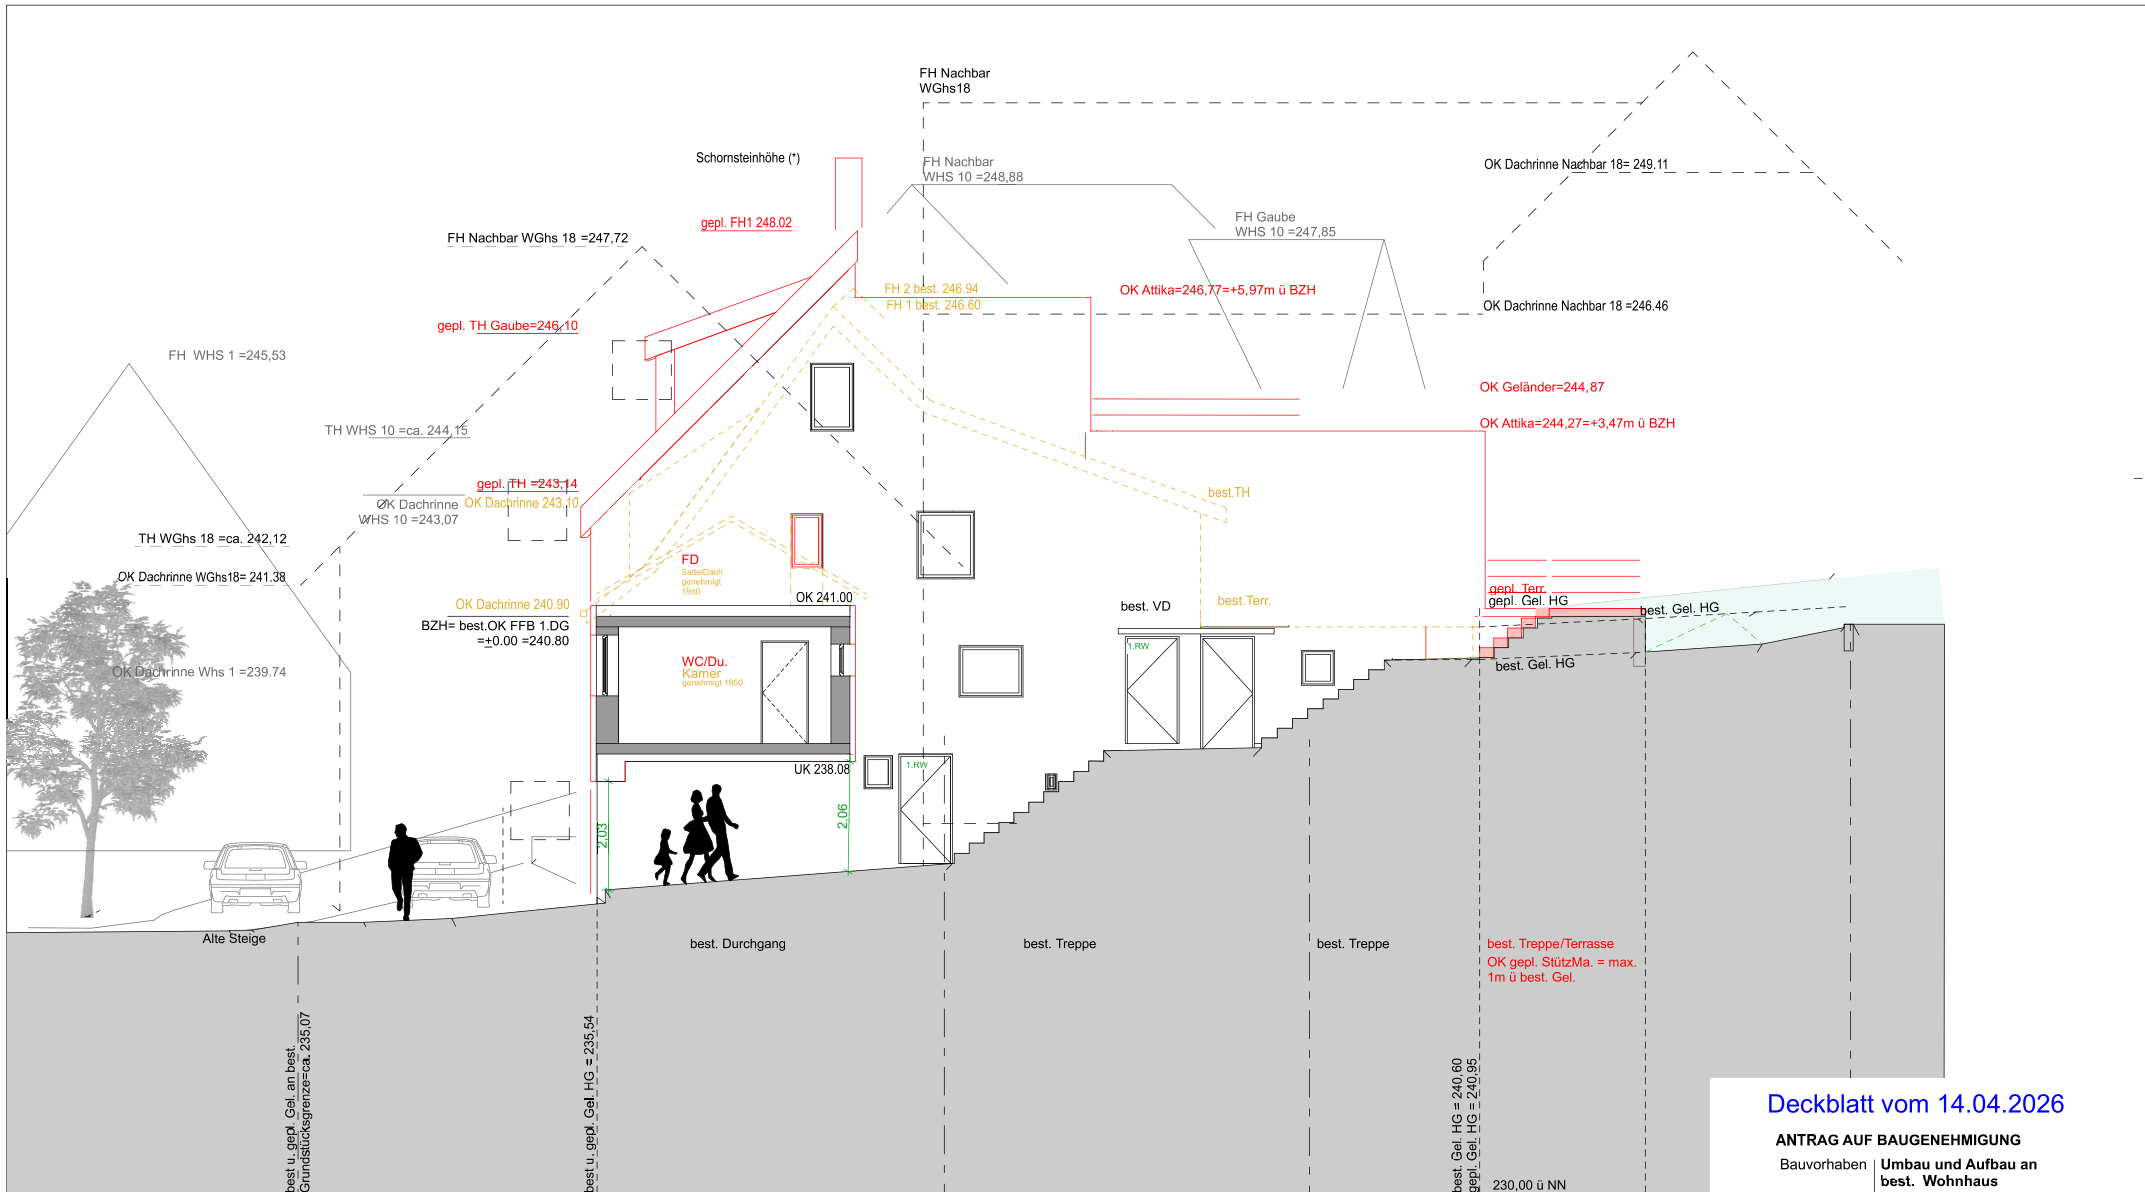 FH Nachbar
WGhs18
Schornsteinhöhe (*)
FH Nachbar
WHS 10 =248,88
OK Dachrinne Nachbar 18= 249.11
gepl. FH1 248.02
FH Gaube
WHS 10 =247,85
FH Nachbar WGhs 18 =247,72
FH 2 best. 246.94
FH 1 best. 246.60
OK Attika=246,77=+5,97m ü BZH
OK Dachrinne Nachbar 18 =246.46
gepl. TH Gaube=246,10
FH WHS 1 =245,53
OK Geländer=244,87
TH WHS 10 =ca. 244,15
OK Attika=244,27=+3,47m ü BZH
gepl. TH =243,14
OK Dachrinne 243.10
OK Dachrinne
WHS 10 =243,07
best.TH
TH WGhs 18 =ca. 242,12
OK Dachrinne WGhs18= 241.38
FD
SattelDach
genehmigt
1950
OK 241.00
OK Dachrinne 240.90
BZH= best.OK FFB 1.DG
=±0.00 =240.80
best. VD
best.Terr.
gepl. Terr.
gepl. Gel. HG
best. Gel. HG
1.RW
best. Gel. HG
OK Dachrinne Whs 1 =239.74
WC/Du.
Kamer
genehmigt 1950
UK 238.08
1.RW
2,03
2,06
Alte Steige
best. Durchgang
best. Treppe
best. Treppe
best. Treppe/Terrasse
OK gepl. StützMa. = max.
1m ü best. Gel.
best u. gepl. Gel. an best.
Grundstücksgrenze=ca. 235,07
best u. gepl. Gel. HG = 235,54
best. Gel. HG = 240,60
gepl. Gel. HG = 240,95
230,00 ü NN
Deckblatt vom 14.04.2026
ANTRAG AUF BAUGENEHMIGUNG
Bauvorhaben Umbau und Aufbau an
best. Wohnhaus